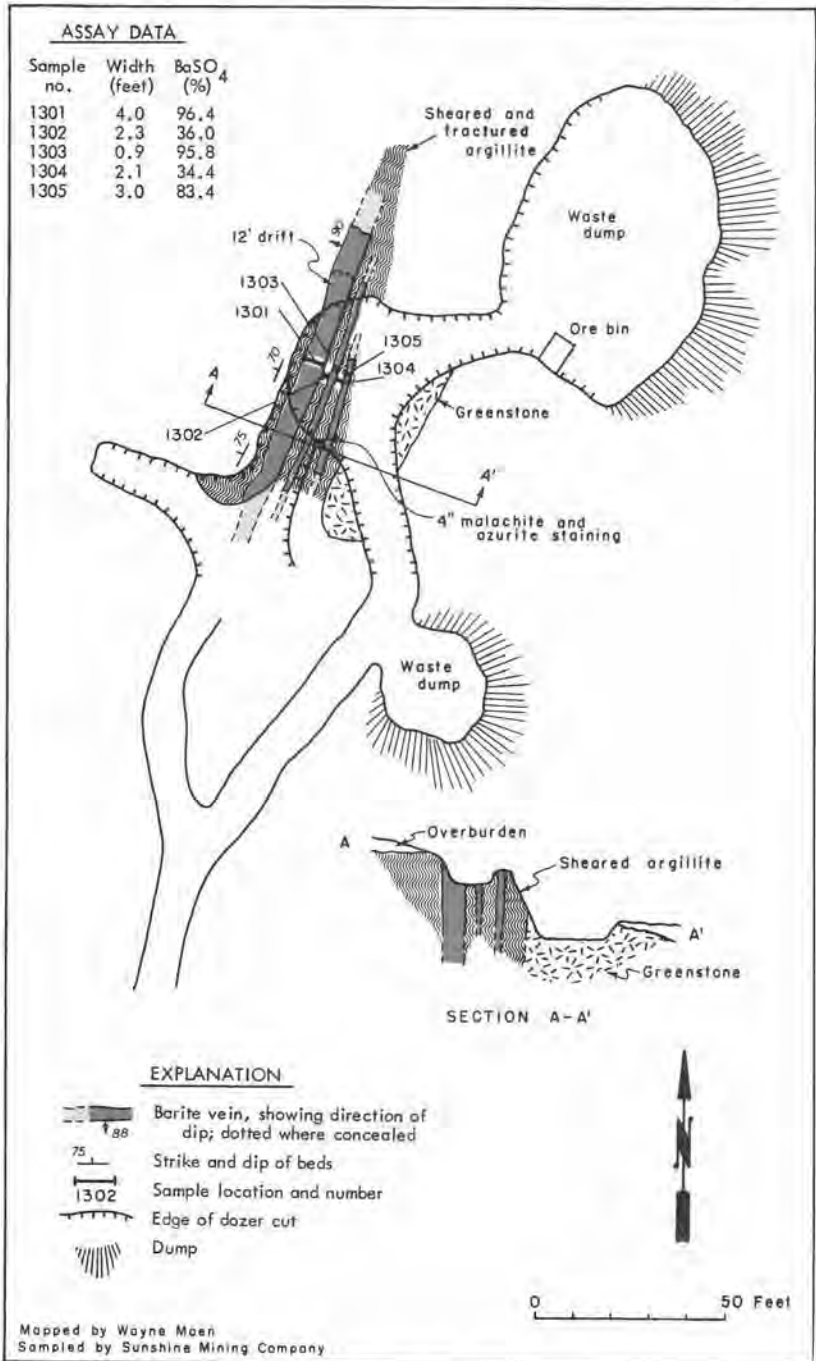 ASSAY DATA
Sample no. Width (feet) BaSO4 (%)
1301 4.0 96.4
1302 2.3 36.0
1303 0.9 95.8
1304 2.1 34.4
1305 3.0 83.4
Sheared and
fractured
argillite
Waste
dump
90
12' drift
1303
1301
Ore bin
1305
70
1304
A
Greenstone
1302
75
A'
4" malachite and
azurite staining
Waste
dump
Overburden
A
Sheared argillite
A'
Greenstone
SECTION A-A'
EXPLANATION
Barite vein, showing direction of
dip; dotted where concealed
88
75
Strike and dip of beds
1302
Sample location and number
Edge of dozer cut
Dump
N
0 50 Feet
Mapped by Wayne Moen
Sampled by Sunshine Mining Company